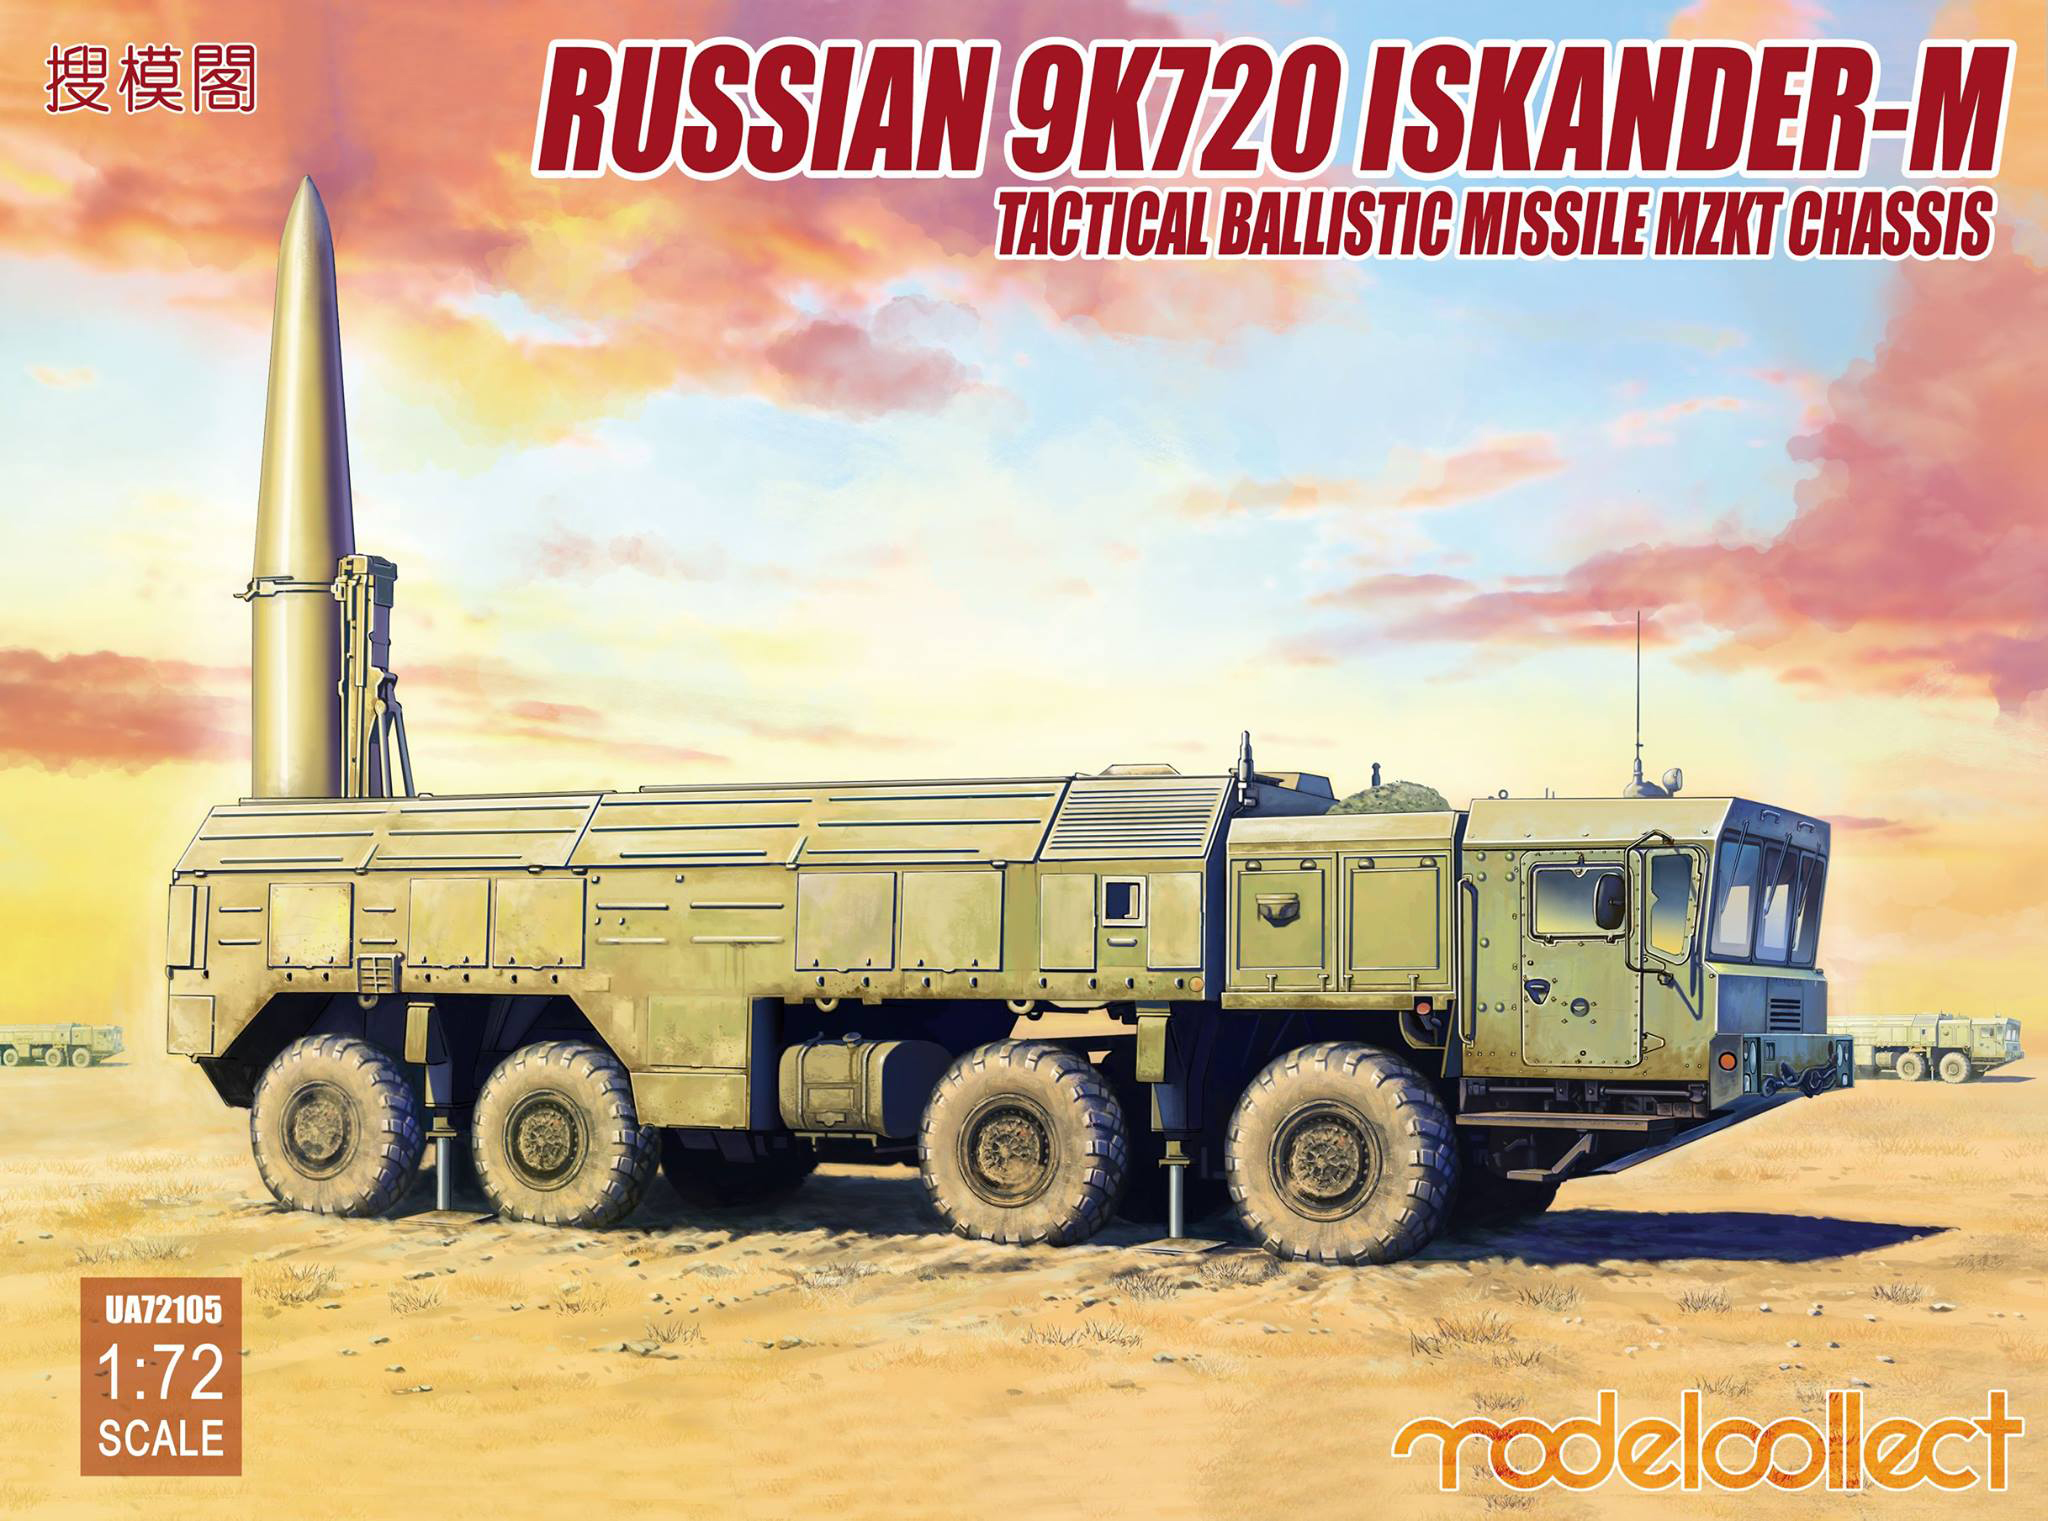 搜模閣
RUSSIAN 9K720 ISKANDER-M
TACTICAL BALLISTIC MISSILE MZKT CHASSIS
UA72105
1:72
SCALE
modelcollect